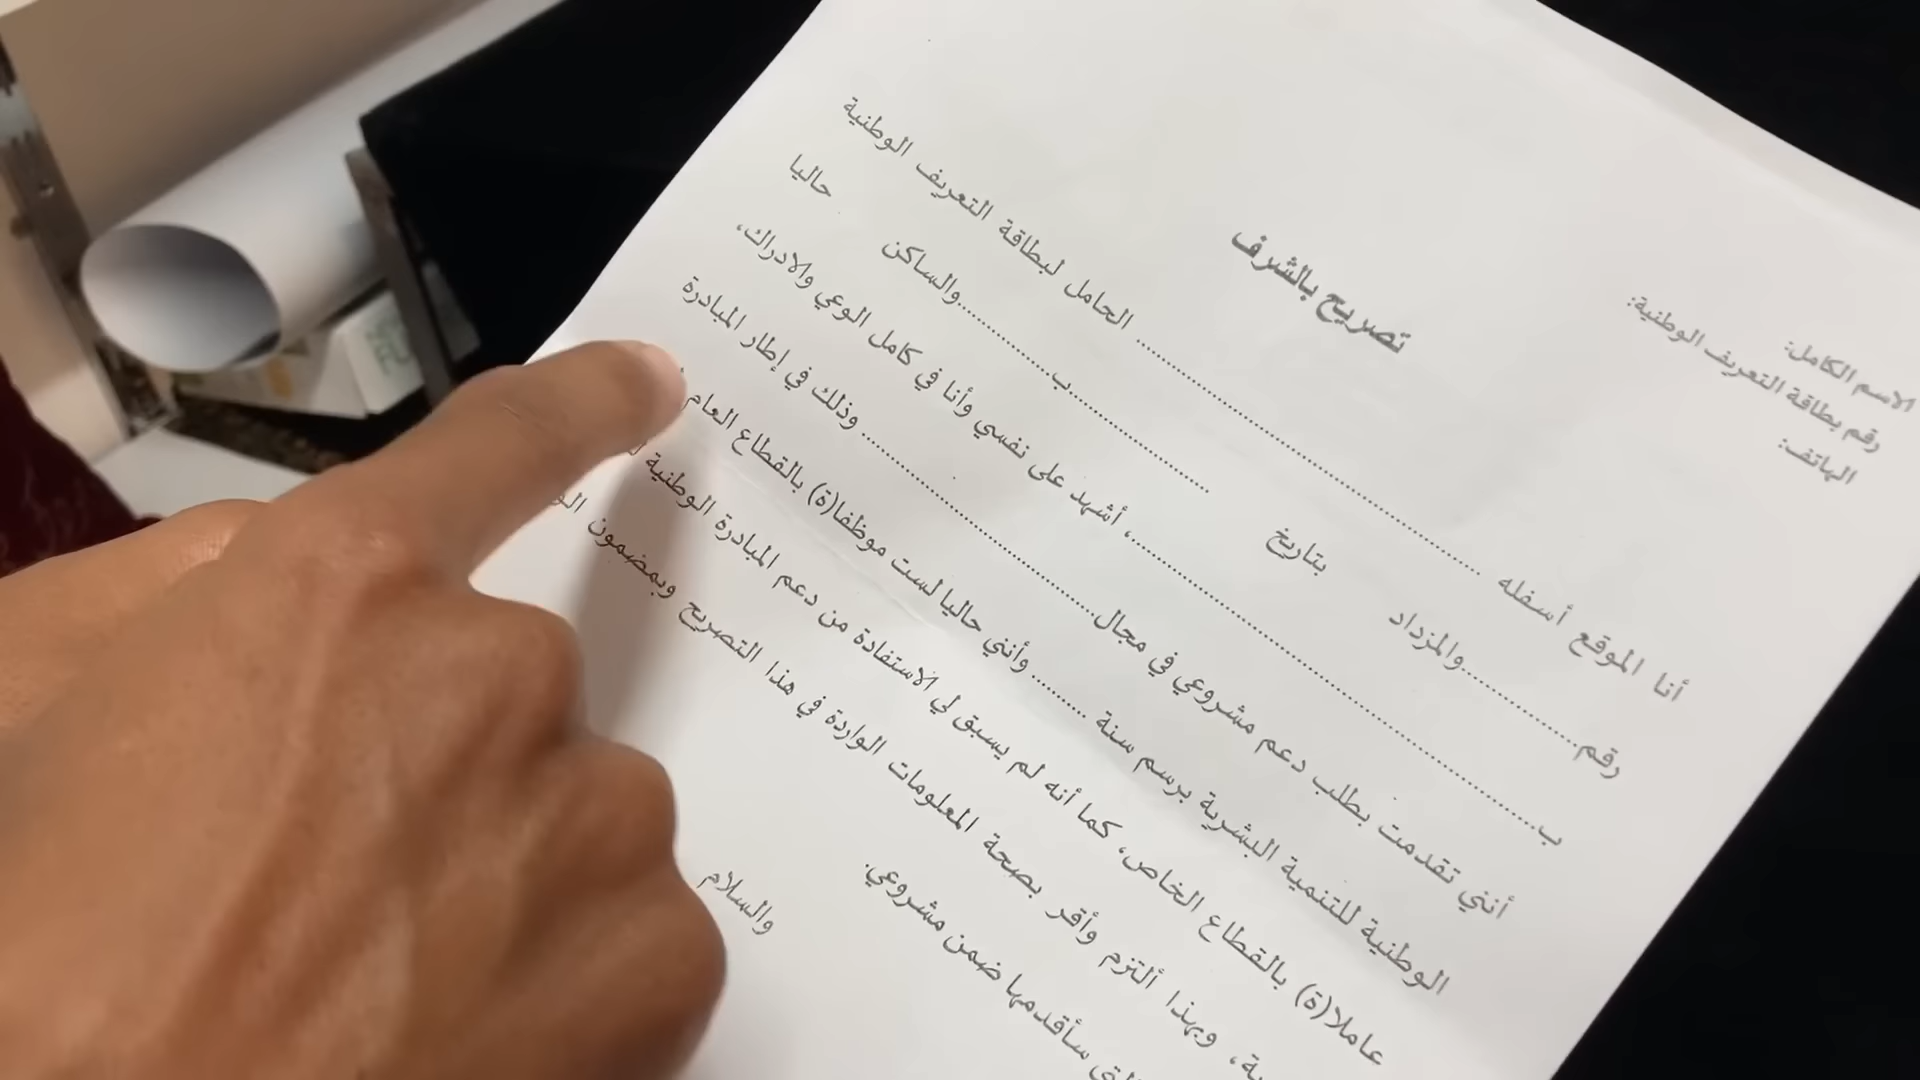 الاسم الكامل:
رقم بطاقة التعريف الوطنية:
الهاتف:
تصريح بالشرف
أنا الموقع أسفله ........................................ الحامل لبطاقة التعريف الوطنية
رقم..............والمزداد بتاريخ ....................ب..............والساكن حاليا
ب..................................................، أشهد على نفسي وأنا في كامل الوعي والادراك،
أنني تقدمت بطلب دعم مشروعي في مجال.............................. وذلك في إطار المبادرة
الوطنية للتنمية البشرية برسم سنة ........ وأنني حاليا لست موظفا(ة) بالقطاع العام
عاملا(ة) بالقطاع الخاص، كما أنه لم يسبق لي الاستفادة من دعم المبادرة الوطنية
وبهذا ألتزم وأقر بصحة المعلومات الواردة في هذا التصريح وبمضمون
سأقدمها ضمن مشروعي.
والسلام